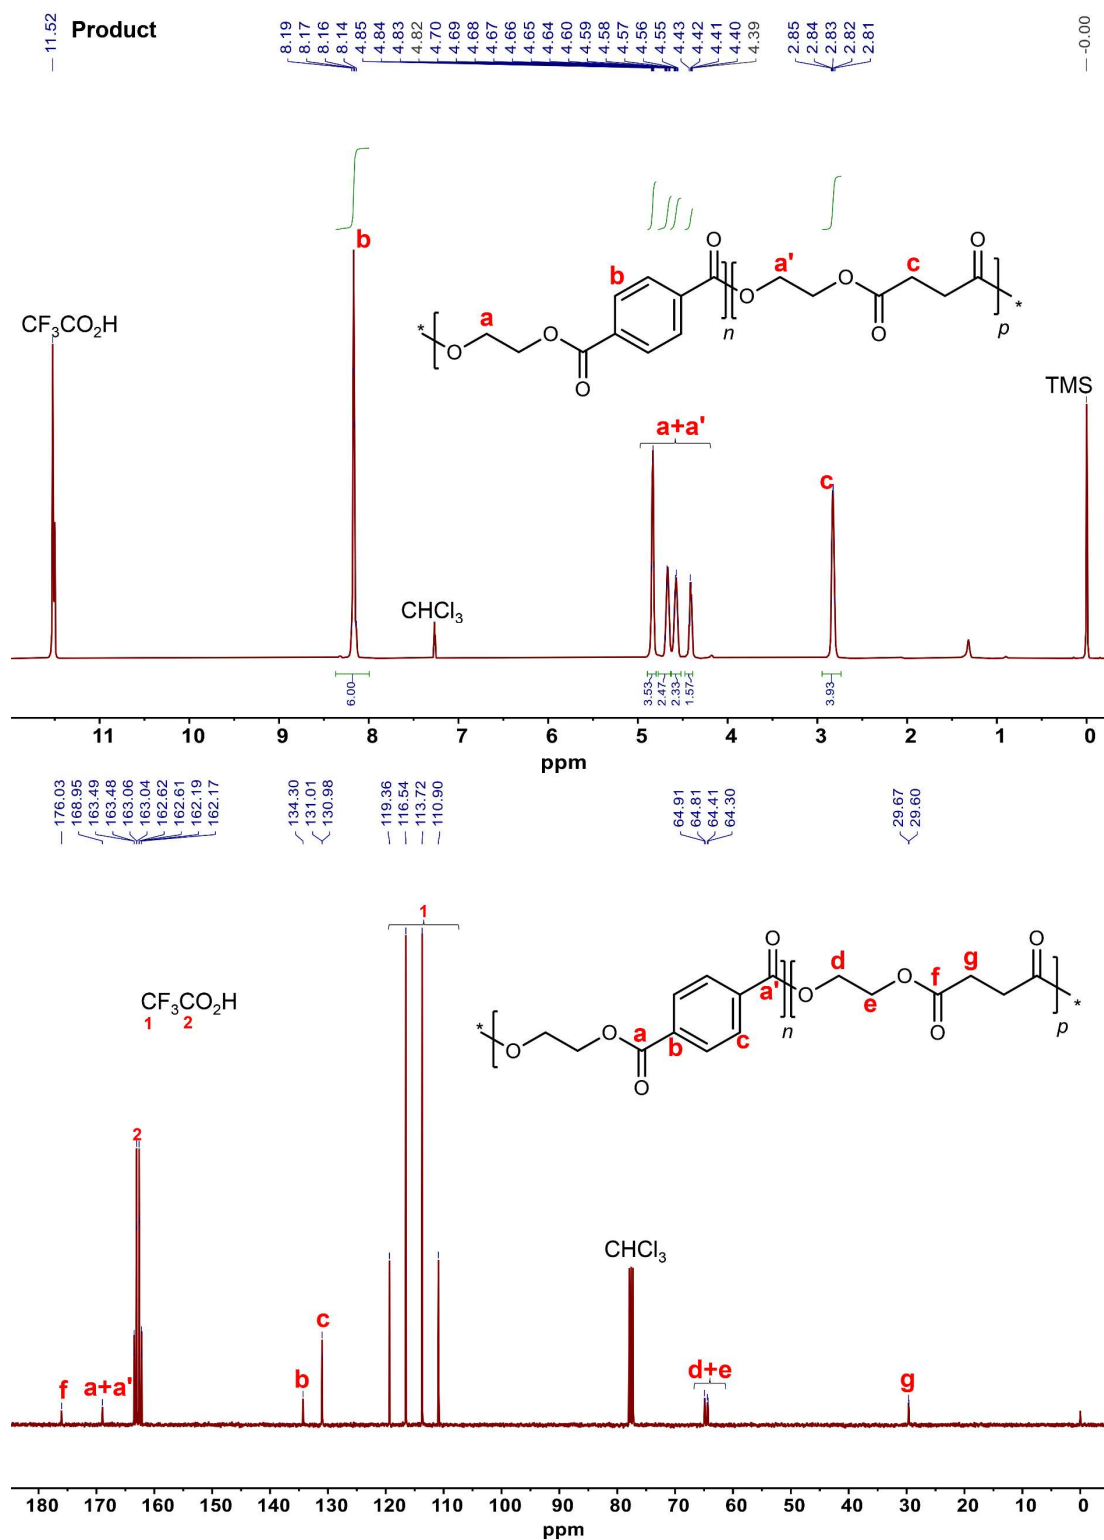 Product
11.52
8.19
8.17
8.16
8.14
4.85
4.84
4.83
4.82
4.70
4.69
4.68
4.67
4.66
4.65
4.64
4.60
4.59
4.58
4.57
4.56
4.55
4.43
4.42
4.41
4.40
4.39
2.85
2.84
2.83
2.82
2.81
-0.00
b
a'
c
b
O
O
O
O
O
O
O
O
n
p
a
*
*
CF3CO2H
TMS
a+a'
c
CHCl3
6.00
3.53
2.47
2.33
1.57
3.93
11 10 9 8 7 6 5 4 3 2 1 0
ppm
176.03
168.95
163.49
163.48
163.06
163.04
162.62
162.61
162.19
162.17
134.30
131.01
130.98
119.36
116.54
113.72
110.90
64.91
64.81
64.41
64.30
29.67
29.60
1
CF3CO2H
1 2
2
d
e
f
g
a'
a
b
c
O
O
O
O
O
O
O
O
n
p
*
*
CHCl3
f
a+a'
b
c
d+e
g
180 170 160 150 140 130 120 110 100 90 80 70 60 50 40 30 20 10 0
ppm